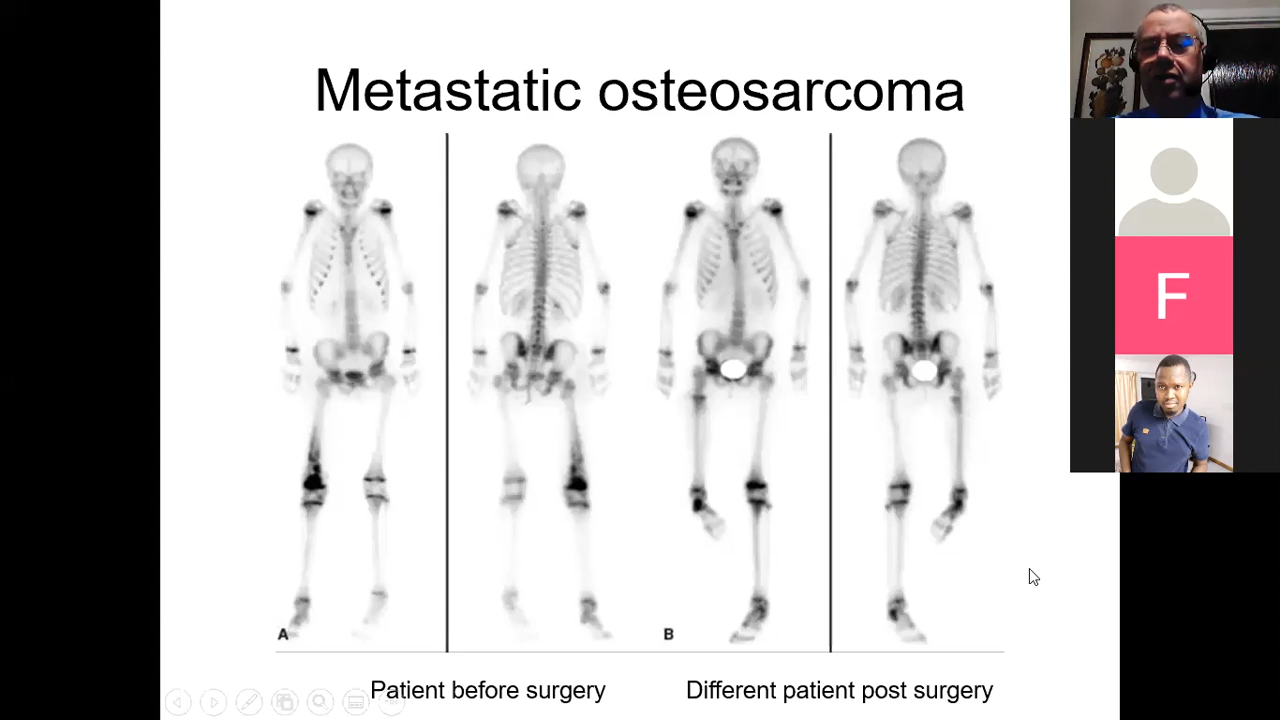 Metastatic osteosarcoma
F
A
B
Patient before surgery
Different patient post surgery